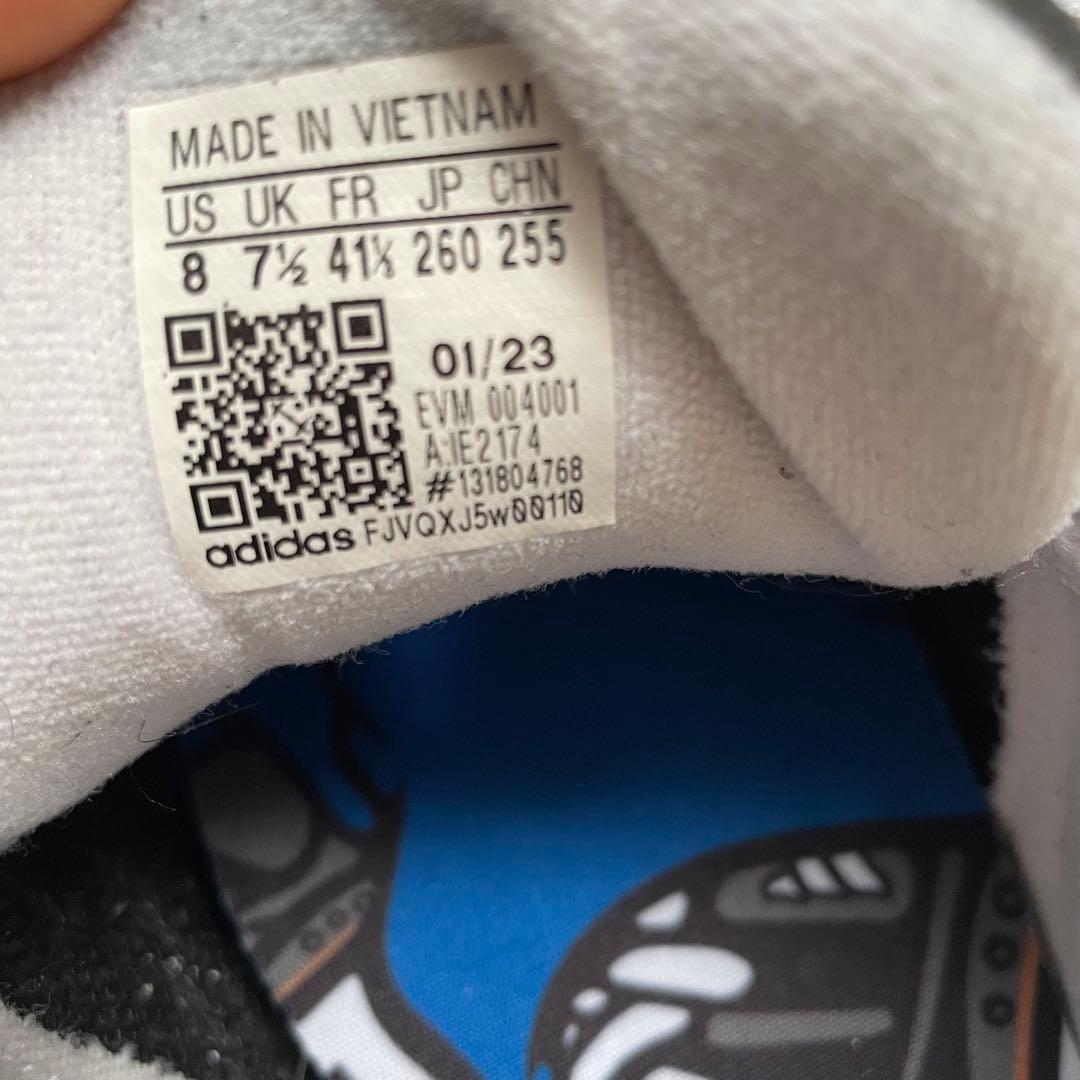 MADE IN VIETNAM
US UK FR JP CHN
8 7½ 41⅓ 260 255
01/23
EVM 004001
A:IE2174
#131804768
adidas FJVQXJ5w00110